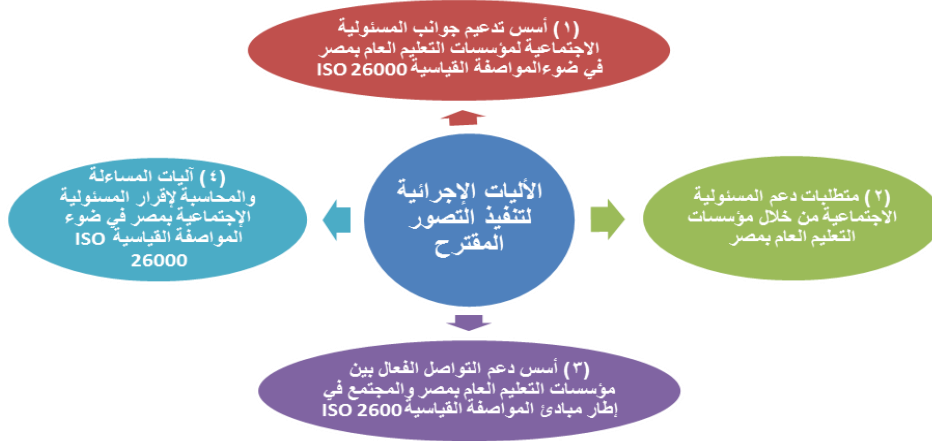 (١) أسس تدعيم جوانب المسئولية
الاجتماعية لمؤسسات التعليم العام بمصر
في ضوءالمواصفة القياسية ISO 26000
الأليات الإجرائية
لتنفيذ التصور
المقترح
(٢) متطلبات دعم المسئولية
الاجتماعية من خلال مؤسسات
التعليم العام بمصر
(٣) أسس دعم التواصل الفعال بين
مؤسسات التعليم العام بمصر والمجتمع في
إطار مبادئ المواصفة القياسية ISO 2600
(٤) آليات المساءلة
والمحاسبة لإقرار المسئولية
الإجتماعية بمصر في ضوء
المواصفة القياسية ISO
26000